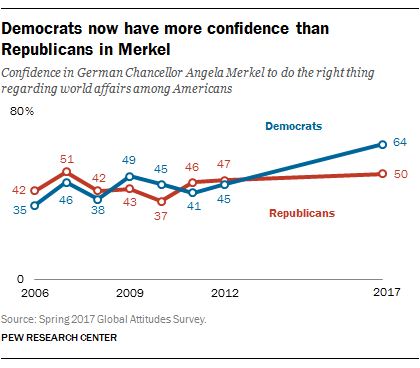 Democrats now have more confidence than
Republicans in Merkel
Confidence in German Chancellor Angela Merkel to do the right thing
regarding world affairs among Americans
80%
Democrats
64
51
49
46
47
42
42
45
50
35
46
38
43
37
41
45
Republicans
0
2006
2009
2012
2017
Source: Spring 2017 Global Attitudes Survey.
PEW RESEARCH CENTER